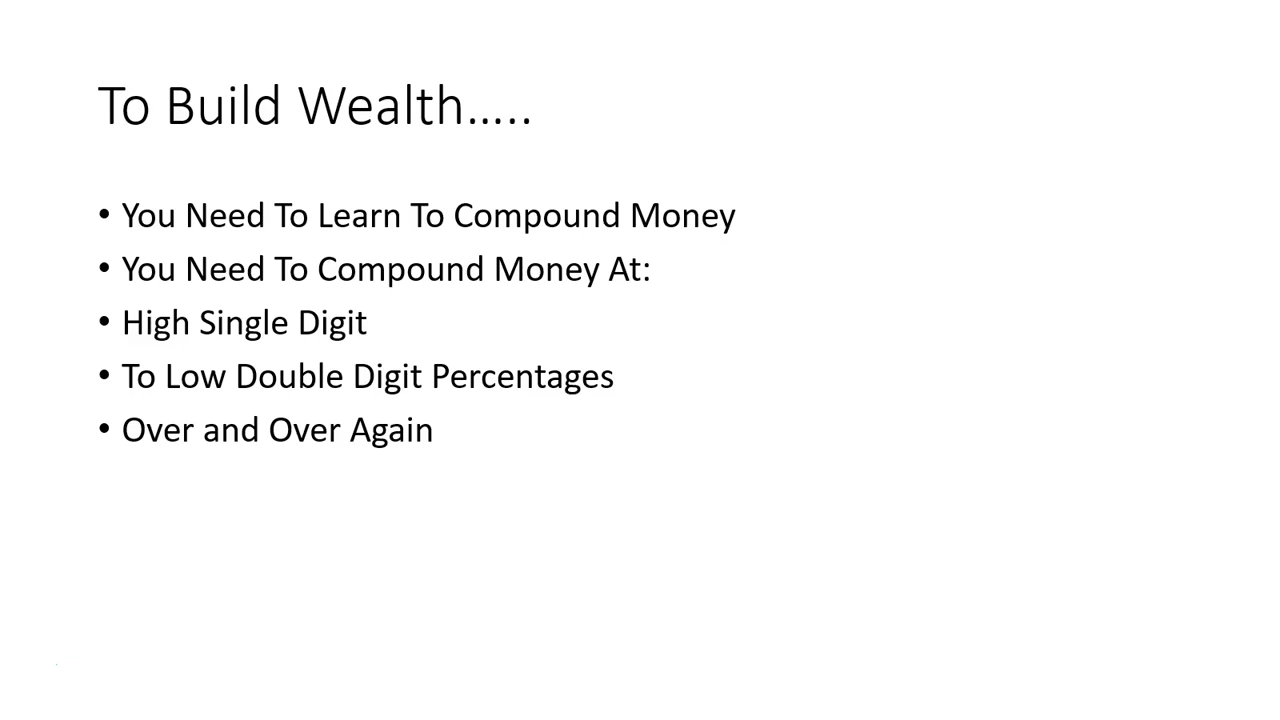 To Build Wealth…..
• You Need To Learn To Compound Money
• You Need To Compound Money At:
• High Single Digit
• To Low Double Digit Percentages
• Over and Over Again